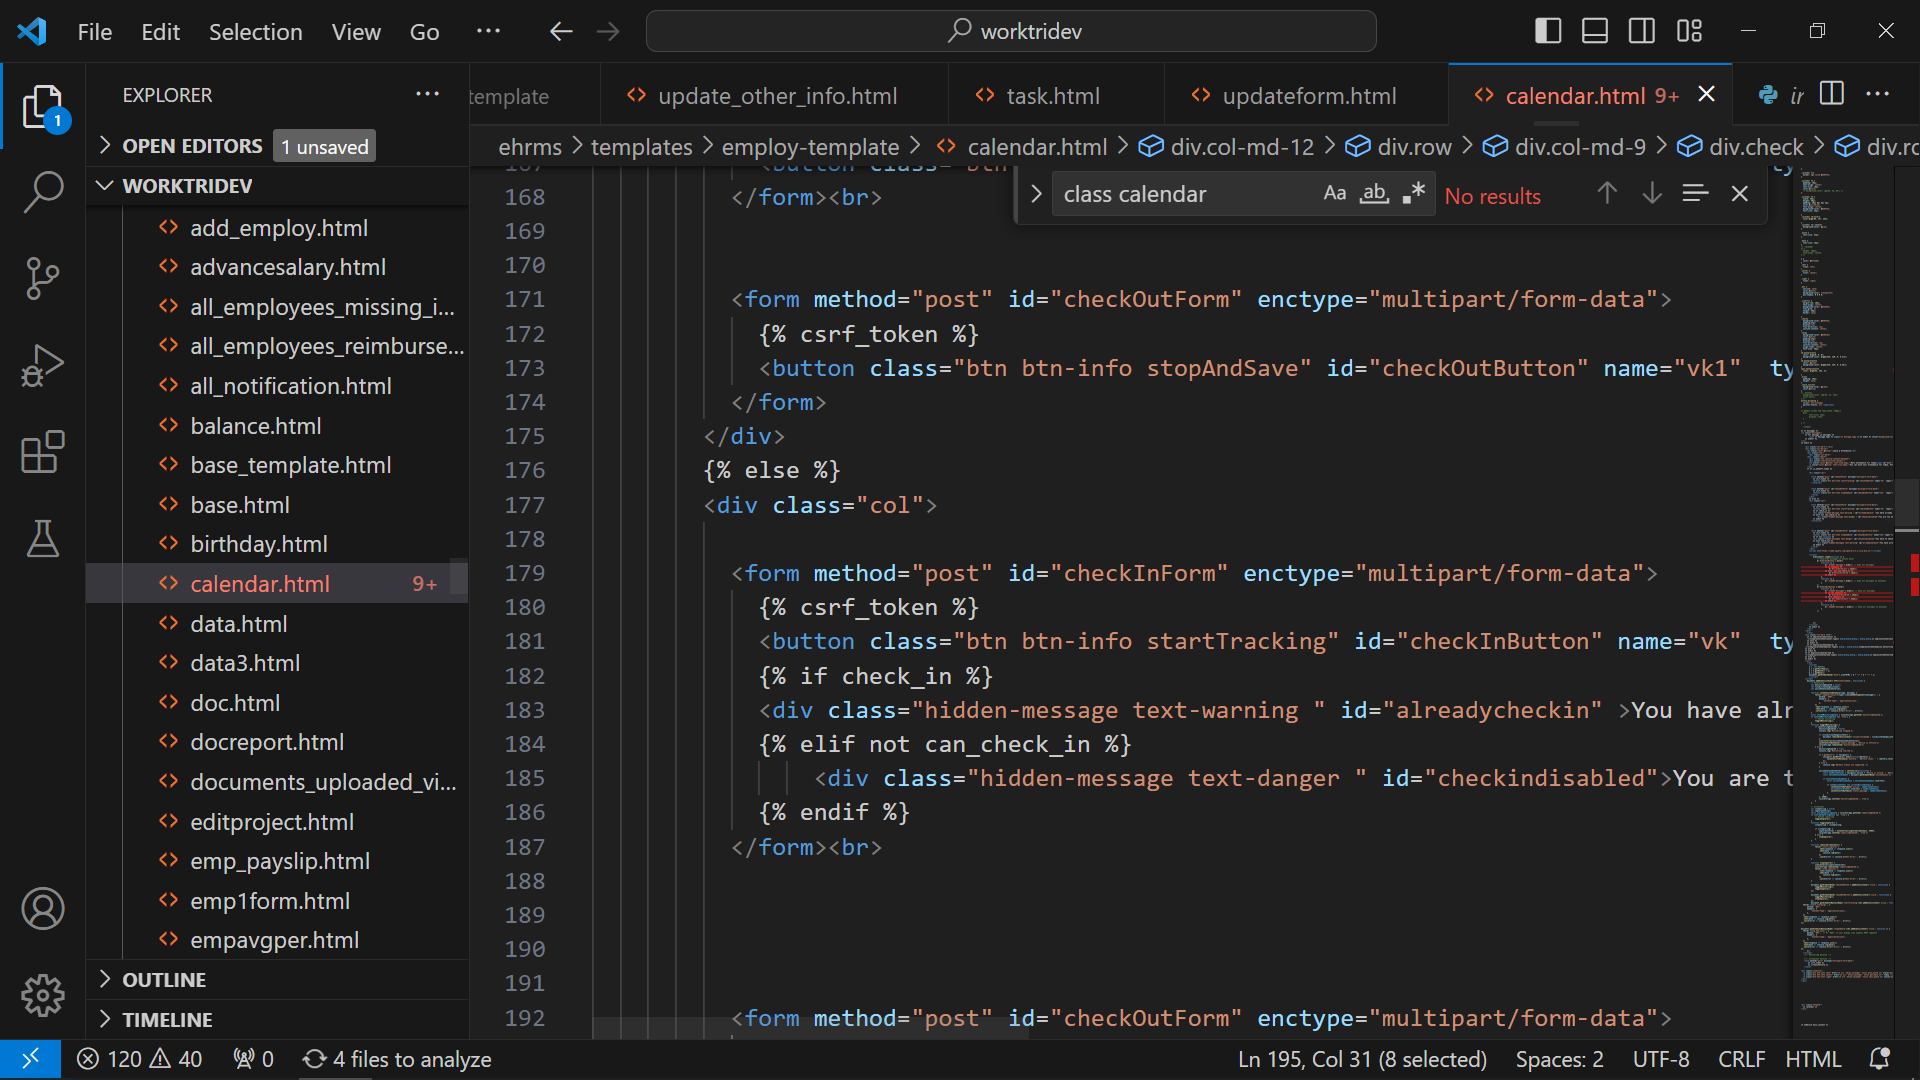 File Edit Selection View Go ··· worktridev
EXPLORER
OPEN EDITORS 1 unsaved
WORKTRIDEV
add_employ.html
advancesalary.html
all_employees_missing_i...
all_employees_reimburse...
all_notification.html
balance.html
base_template.html
base.html
birthday.html
calendar.html 9+
data.html
data3.html
doc.html
docreport.html
documents_uploaded_vi...
editproject.html
emp_payslip.html
emp1form.html
empavgper.html
OUTLINE
TIMELINE
template update_other_info.html task.html updateform.html calendar.html 9+ ir
ehrms > templates > employ-template > calendar.html > div.col-md-12 > div.row > div.col-md-9 > div.check > div.rc
class calendar Aa ab .* No results
167 <button class="btn
168 </form><br>
169
170
171 <form method="post" id="checkOutForm" enctype="multipart/form-data">
172 {% csrf_token %}
173 <button class="btn btn-info stopAndSave" id="checkOutButton" name="vk1" ty
174 </form>
175 </div>
176 {% else %}
177 <div class="col">
178
179 <form method="post" id="checkInForm" enctype="multipart/form-data">
180 {% csrf_token %}
181 <button class="btn btn-info startTracking" id="checkInButton" name="vk" ty
182 {% if check_in %}
183 <div class="hidden-message text-warning " id="alreadycheckin" >You have alr
184 {% elif not can_check_in %}
185 <div class="hidden-message text-danger " id="checkindisabled">You are t
186 {% endif %}
187 </form><br>
188
189
190
191
192 <form method="post" id="checkOutForm" enctype="multipart/form-data">
120 40 0 4 files to analyze Ln 195, Col 31 (8 selected) Spaces: 2 UTF-8 CRLF HTML